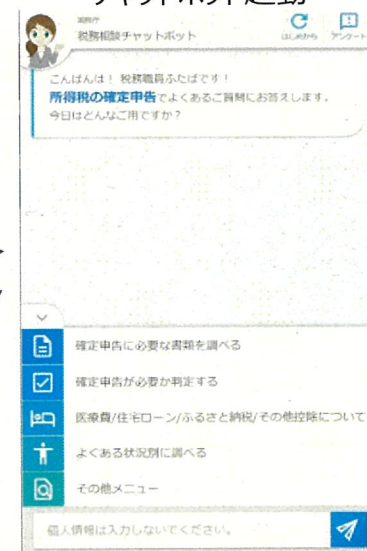 チャットボット起動
国税庁
税務相談チャットボット
はじめから
アンケート
こんばんは！ 税務職員ふたばです！
所得税の確定申告でよくあるご質問にお答えします。
今日はどんなご用ですか？
確定申告に必要な書類を調べる
確定申告が必要か判定する
医療費/住宅ローン/ふるさと納税/その他控除について
よくある状況別に調べる
その他メニュー
個人情報は入力しないでください。